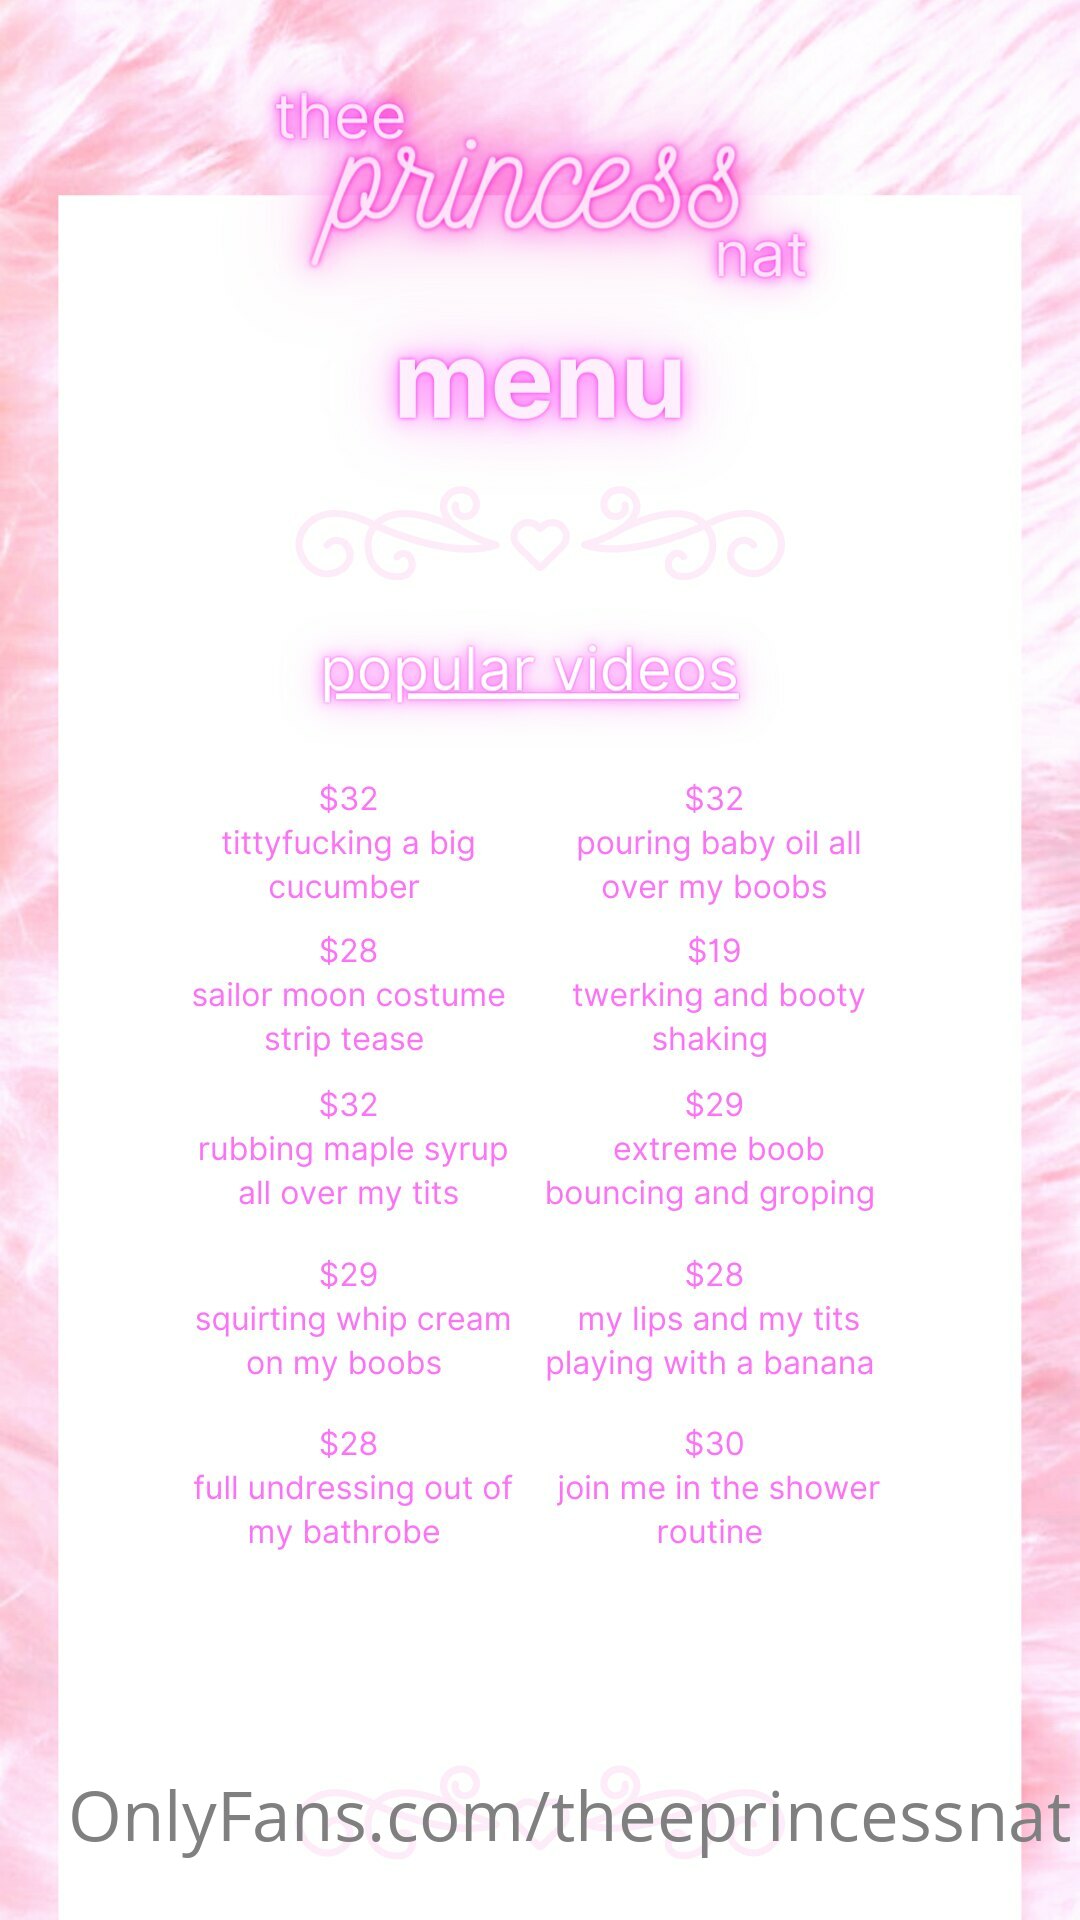 thee
princess
nat
menu
popular videos
$32
tittyfucking a big
cucumber
$32
pouring baby oil all
over my boobs
$28
sailor moon costume
strip tease
$19
twerking and booty
shaking
$32
rubbing maple syrup
all over my tits
$29
extreme boob
bouncing and groping
$29
squirting whip cream
on my boobs
$28
my lips and my tits
playing with a banana
$28
full undressing out of
my bathrobe
$30
join me in the shower
routine
OnlyFans.com/theeprincessnat